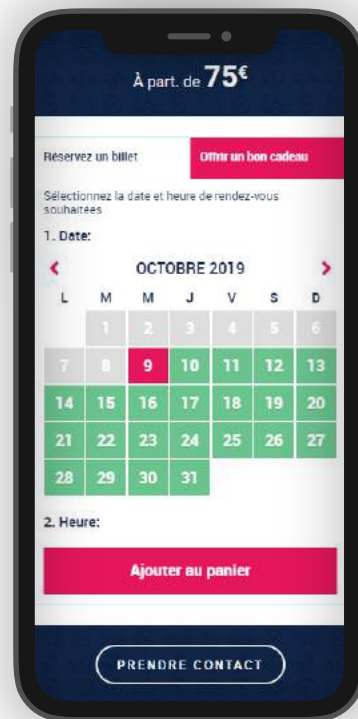 À part. de 75€
Réservez un billet
Offrir un bon cadeau
Sélectionnez la date et heure de rendez-vous
souhaitées
1. Date:
OCTOBRE 2019
L M M J V S D
1 2 3 4 5 6
7 8 9 10 11 12 13
14 15 16 17 18 19 20
21 22 23 24 25 26 27
28 29 30 31
2. Heure:
Ajouter au panier
PRENDRE CONTACT